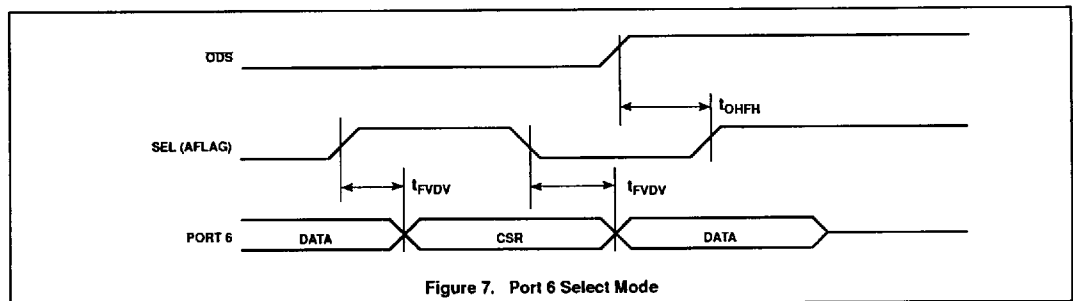 ODS
tOHFH
SEL (AFLAG)
tFVDV
tFVDV
PORT 6
DATA
CSR
DATA
Figure 7. Port 6 Select Mode